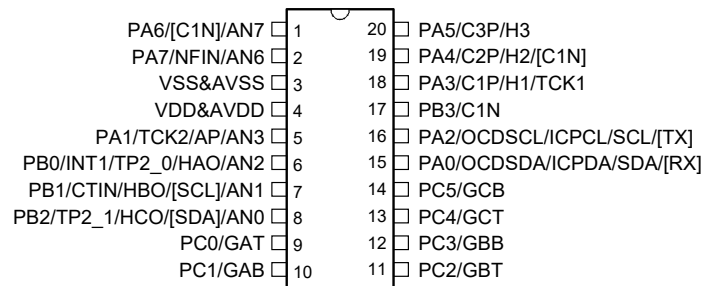 PA6/[C1N]/AN7 1 20 PA5/C3P/H3
PA7/NFIN/AN6 2 19 PA4/C2P/H2/[C1N]
VSS&AVSS 3 18 PA3/C1P/H1/TCK1
VDD&AVDD 4 17 PB3/C1N
PA1/TCK2/AP/AN3 5 16 PA2/OCDSCL/ICPCL/SCL/[TX]
PB0/INT1/TP2_0/HAO/AN2 6 15 PA0/OCDSDA/ICPDA/SDA/[RX]
PB1/CTIN/HBO/[SCL]/AN1 7 14 PC5/GCB
PB2/TP2_1/HCO/[SDA]/AN0 8 13 PC4/GCT
PC0/GAT 9 12 PC3/GBB
PC1/GAB 10 11 PC2/GBT